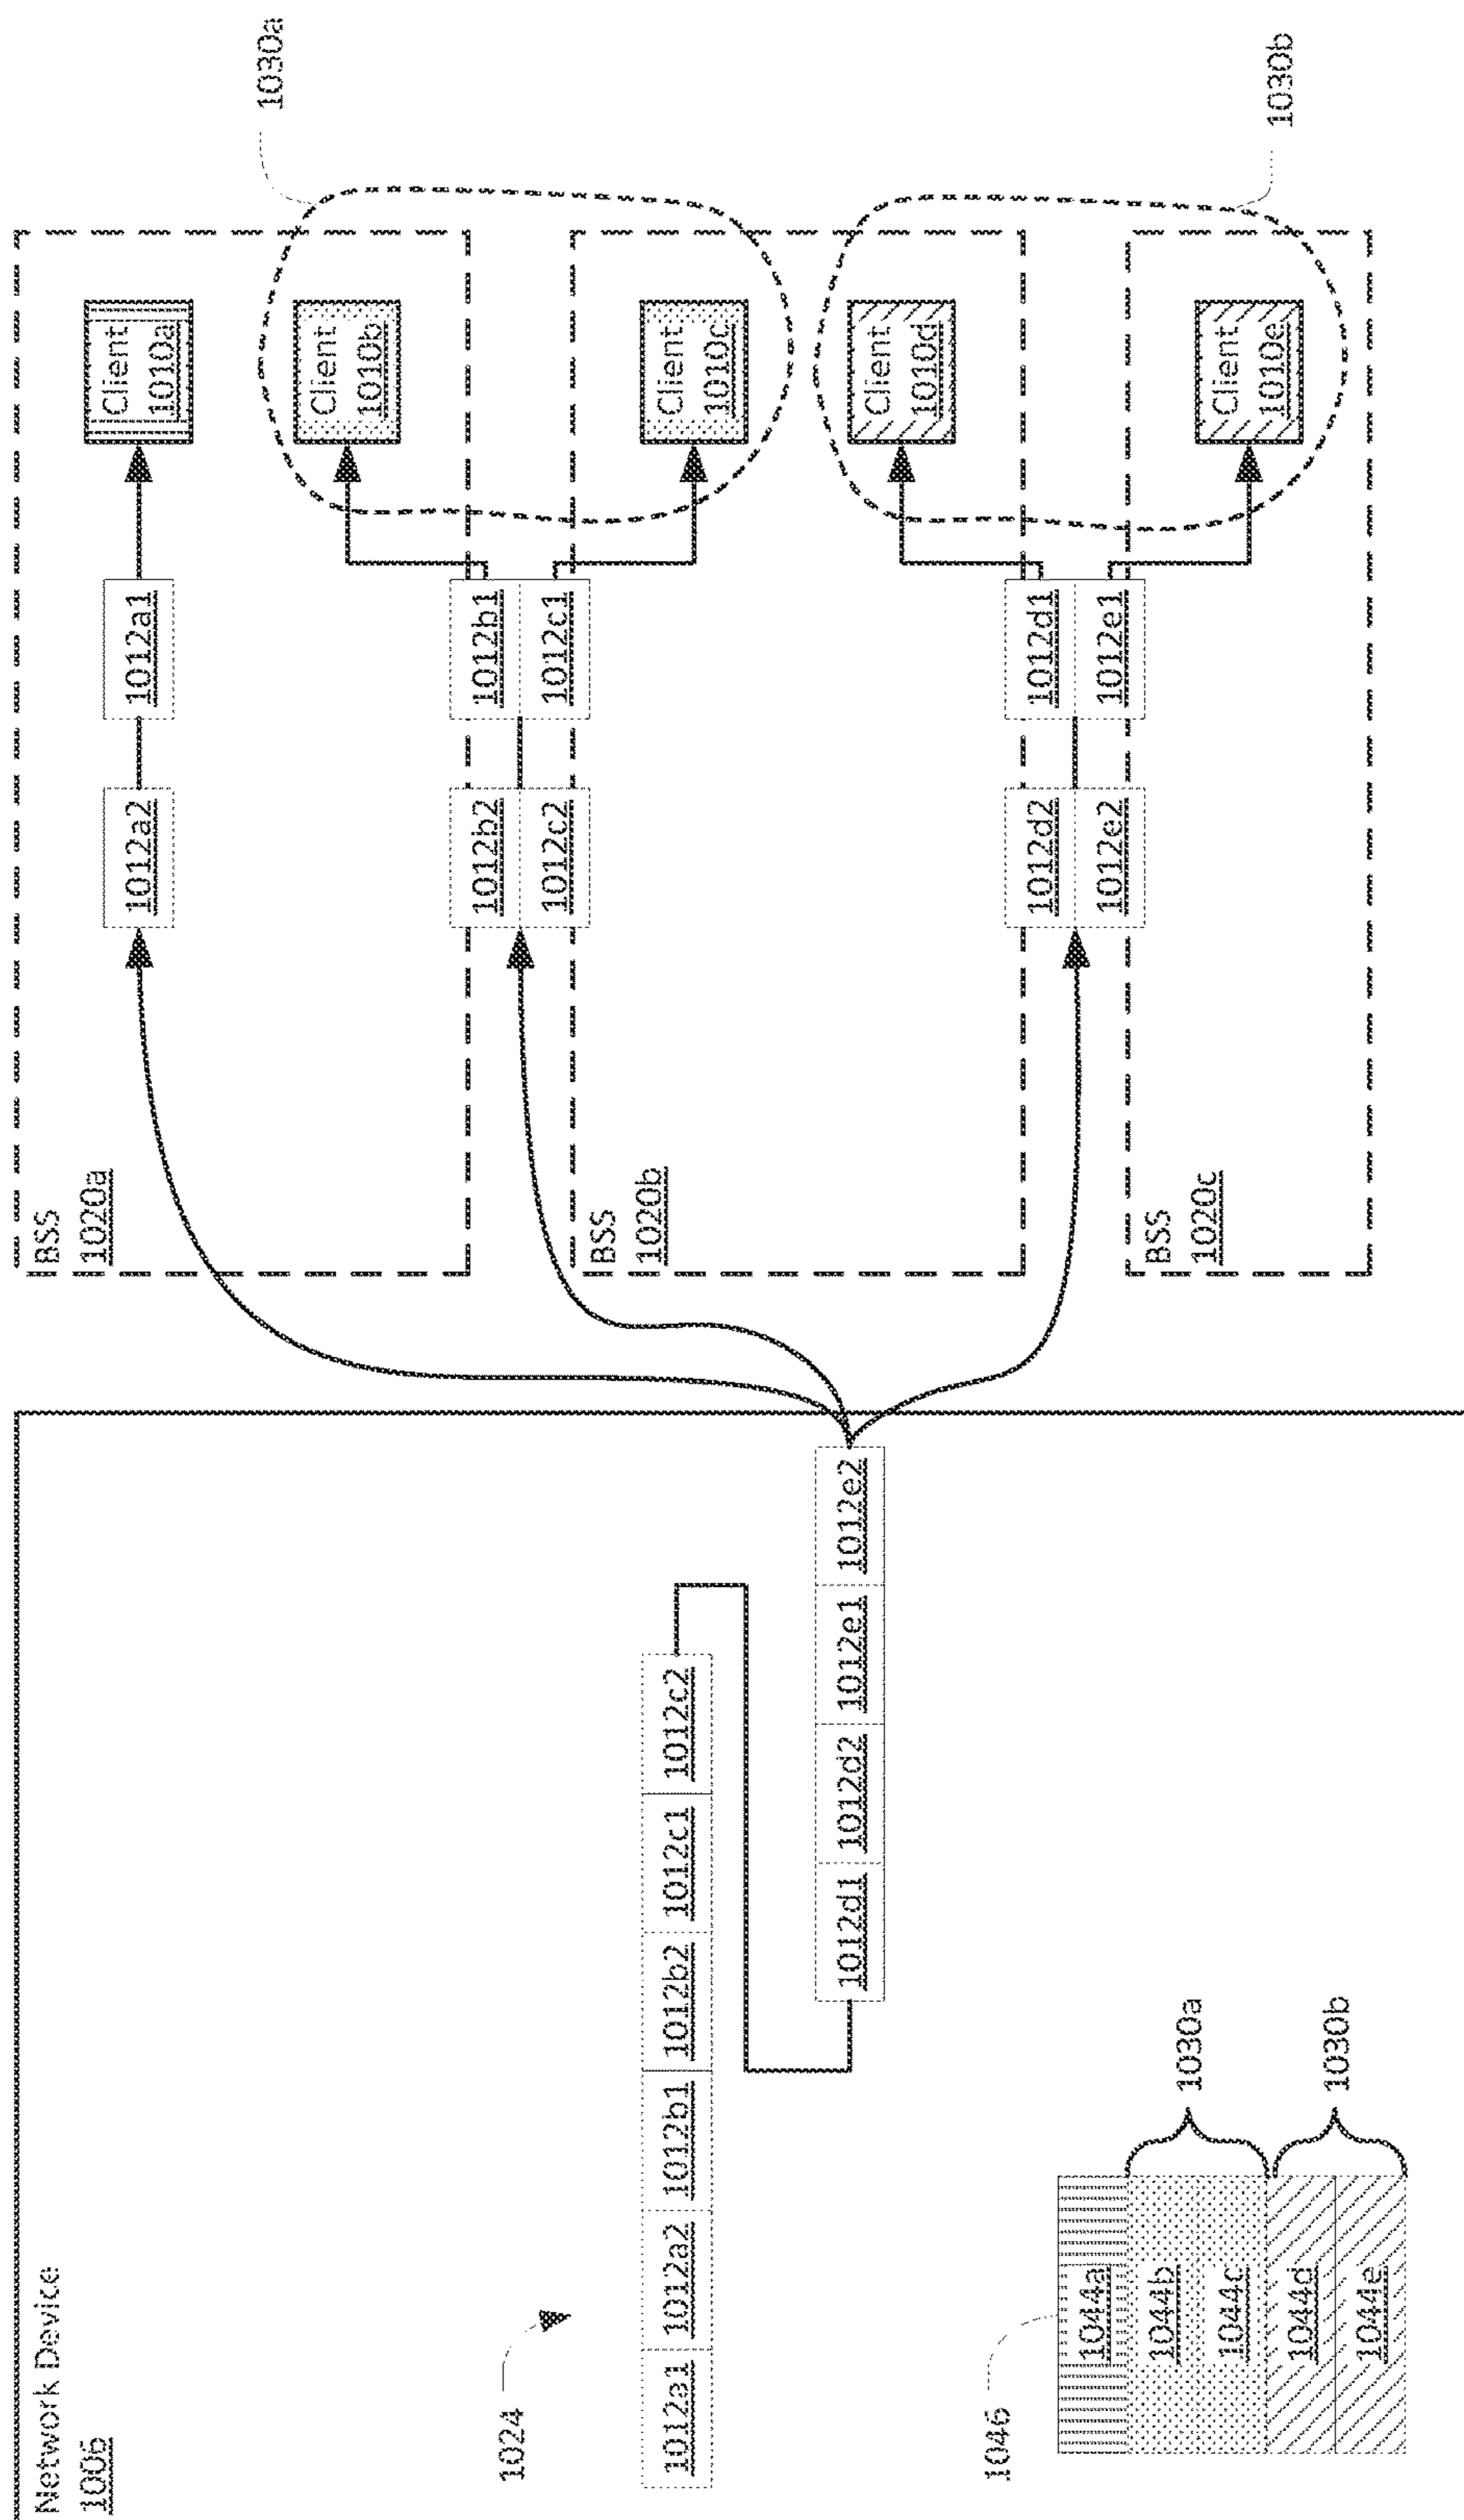 Network Device
1006
1024
1012a1 1012a2 1012b1 1012b2 1012c1 1012c2
1012d1 1012d2 1012e1 1012e2
1046
1044a
1044b
1044c
1044d
1044e
1030a
1030b
BSS
1020a
1012a2
1012a1
Client
1010a
Client
1010b
1030a
1012b2
1012c2
1012b1
1012c1
BSS
1020b
Client
1010c
Client
1010d
1012d2
1012e2
1012d1
1012e1
BSS
1020c
Client
1010e
1030b